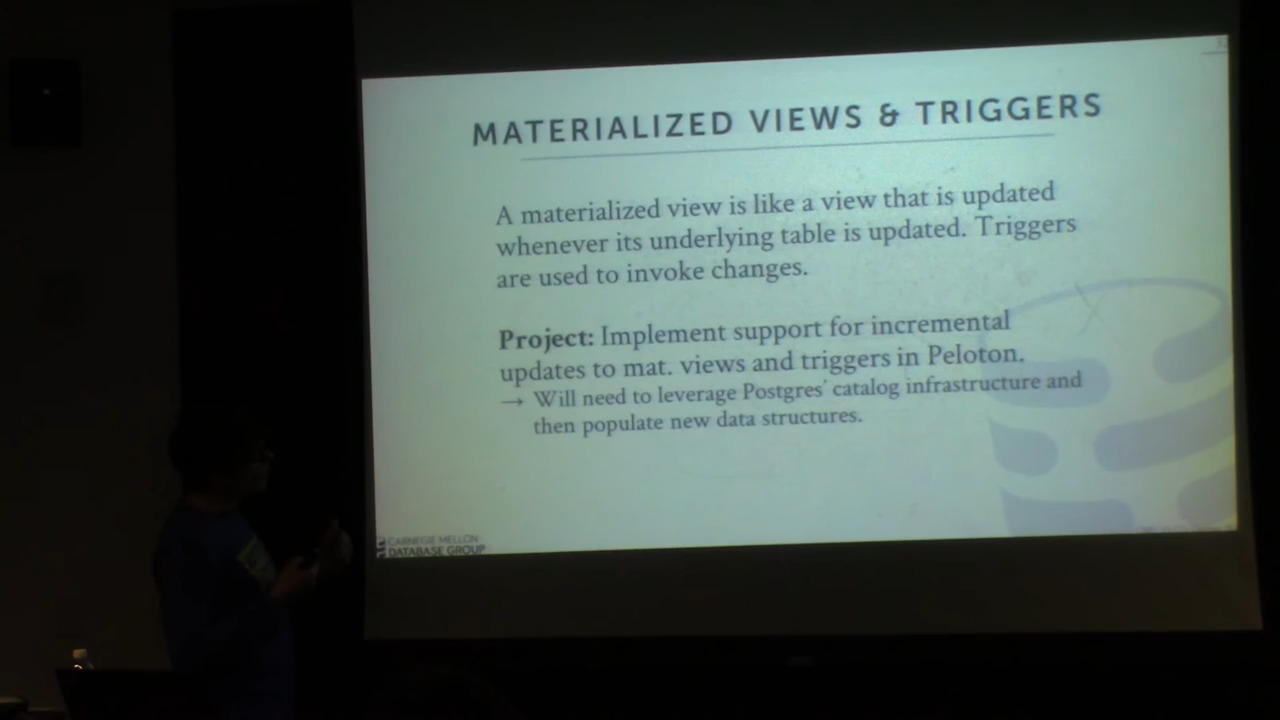 MATERIALIZED VIEWS & TRIGGERS
A materialized view is like a view that is updated
whenever its underlying table is updated. Triggers
are used to invoke changes.
Project: Implement support for incremental
updates to mat. views and triggers in Peloton.
→ Will need to leverage Postgres' catalog infrastructure and
then populate new data structures.
CARNEGIE MELLON
DATABASE GROUP